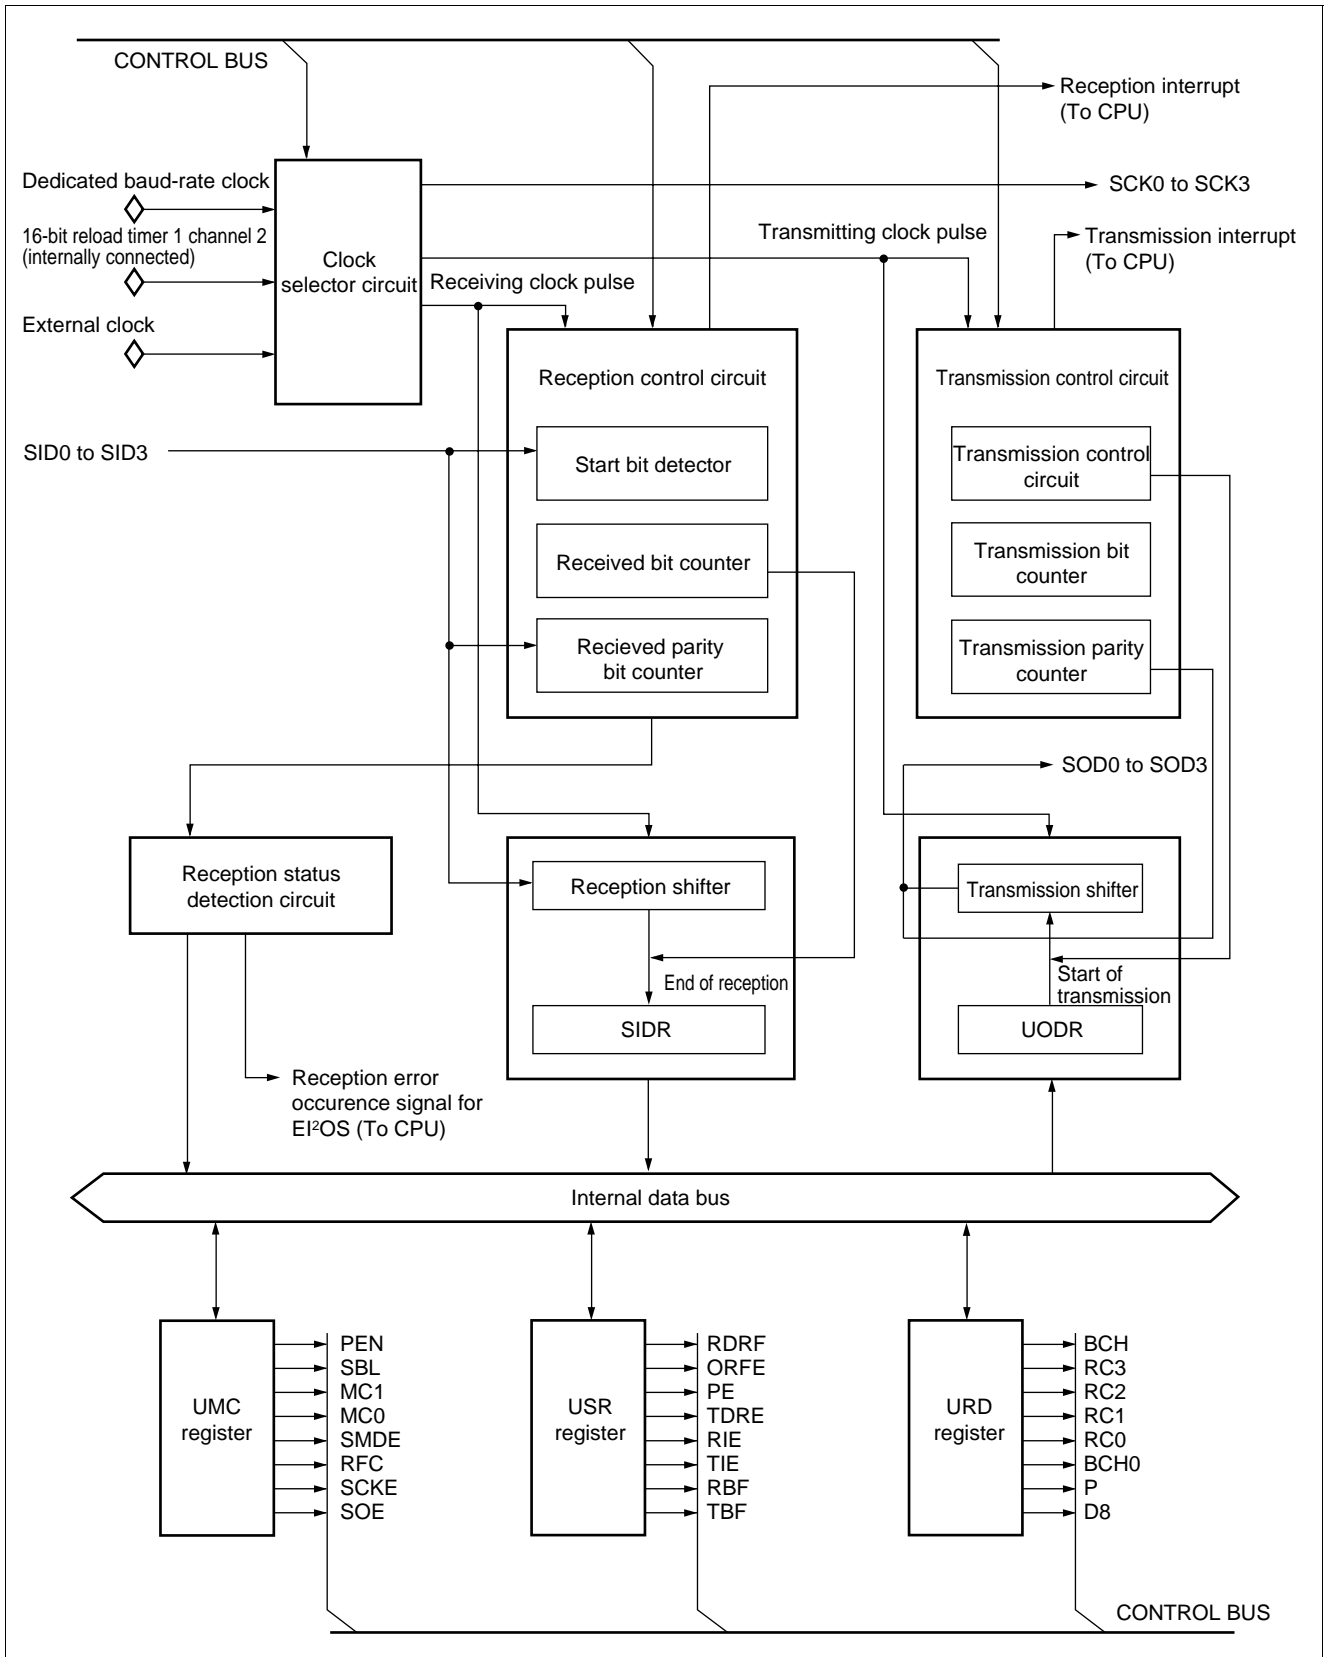 CONTROL BUS
Reception interrupt
(To CPU)
Dedicated baud-rate clock
SCK0 to SCK3
16-bit reload timer 1 channel 2
(internally connected)
Clock
selector circuit
Transmitting clock pulse
Transmission interrupt
(To CPU)
Receiving clock pulse
External clock
Reception control circuit
Transmission control circuit
SID0 to SID3
Start bit detector
Transmission control
circuit
Received bit counter
Transmission bit
counter
Recieved parity
bit counter
Transmission parity
counter
SOD0 to SOD3
Reception status
detection circuit
Reception shifter
Transmission shifter
End of reception
Start of
transmission
SIDR
UODR
Reception error
occurence signal for
EI²OS (To CPU)
Internal data bus
UMC
register
PEN
SBL
MC1
MC0
SMDE
RFC
SCKE
SOE
USR
register
RDRF
ORFE
PE
TDRE
RIE
TIE
RBF
TBF
URD
register
BCH
RC3
RC2
RC1
RC0
BCH0
P
D8
CONTROL BUS